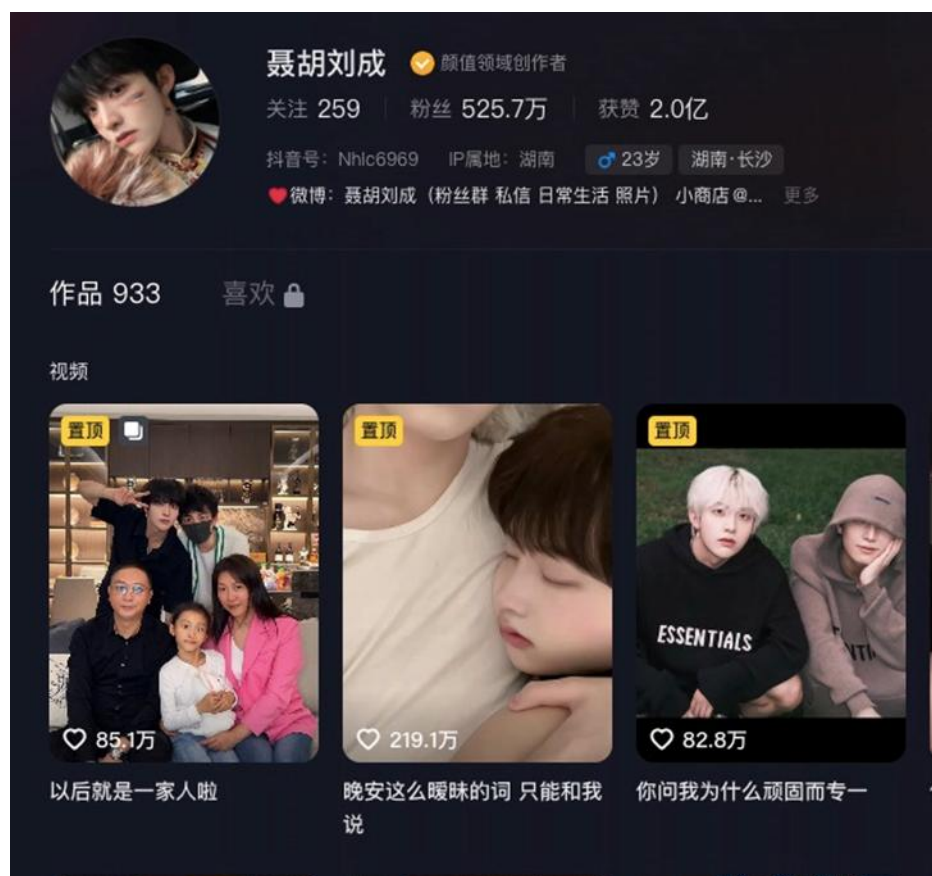 聂胡刘成 颜值领域创作者
关注 259 粉丝 525.7万 获赞 2.0亿
抖音号：Nhlc6969 IP属地：湖南 23岁 湖南·长沙
微博：聂胡刘成（粉丝群 私信 日常生活 照片） 小商店@... 更多
作品 933 喜欢
视频
置顶 置顶 置顶
ESSENTIALS
85.1万 219.1万 82.8万
以后就是一家人啦
晚安这么暧昧的词 只能和我说
你问我为什么顽固而专一